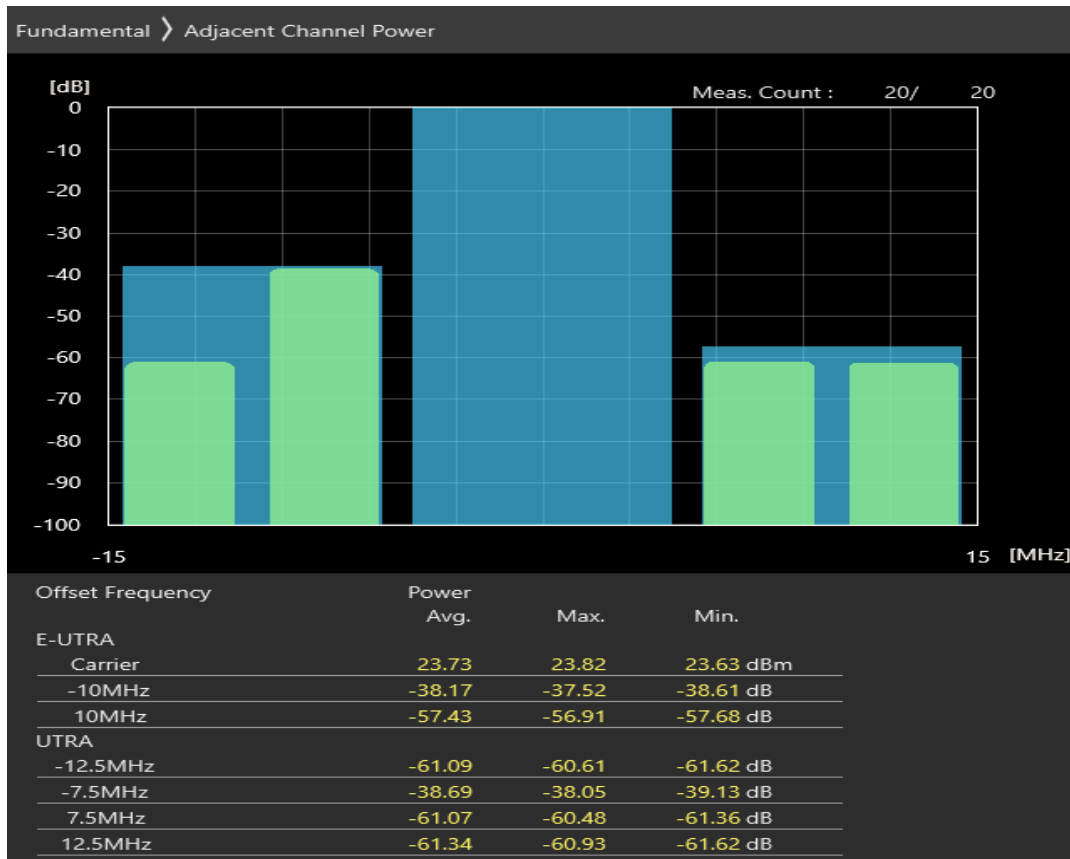 Fundamental 〉 Adjacent Channel Power
[dB]
Meas. Count : 20/ 20
0
-10
-20
-30
-40
-50
-60
-70
-80
-90
-100
-15 15 [MHz]
Offset Frequency Power
Avg. Max. Min.
E-UTRA
Carrier 23.73 23.82 23.63 dBm
-10MHz -38.17 -37.52 -38.61 dB
10MHz -57.43 -56.91 -57.68 dB
UTRA
-12.5MHz -61.09 -60.61 -61.62 dB
-7.5MHz -38.69 -38.05 -39.13 dB
7.5MHz -61.07 -60.48 -61.36 dB
12.5MHz -61.34 -60.93 -61.62 dB